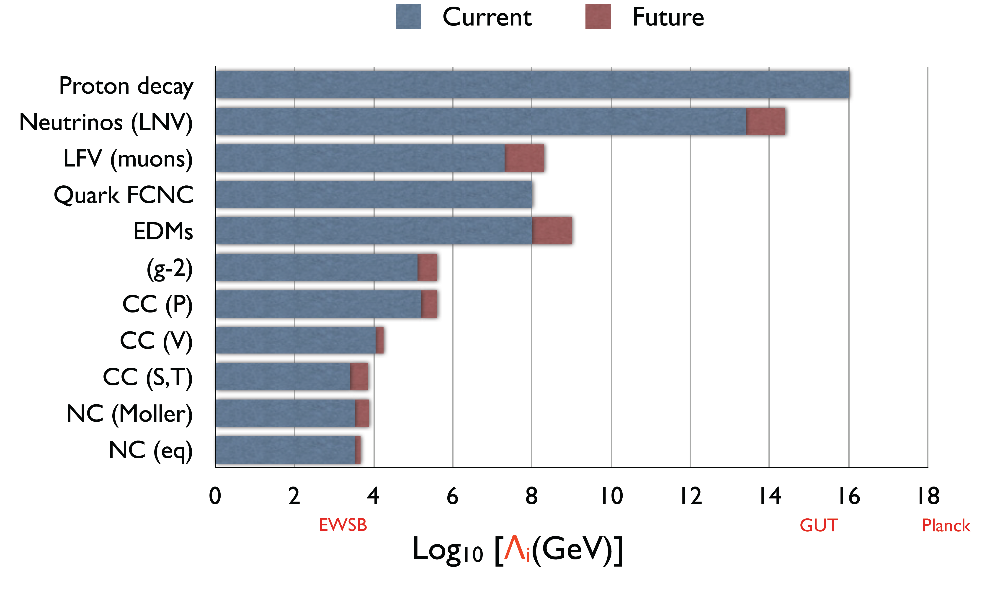 Current Future
Proton decay
Neutrinos (LNV)
LFV (muons)
Quark FCNC
EDMs
(g-2)
CC (P)
CC (V)
CC (S,T)
NC (Moller)
NC (eq)
0 2 4 6 8 10 12 14 16 18
EWSB GUT Planck
Log₁₀ [Λᵢ(GeV)]